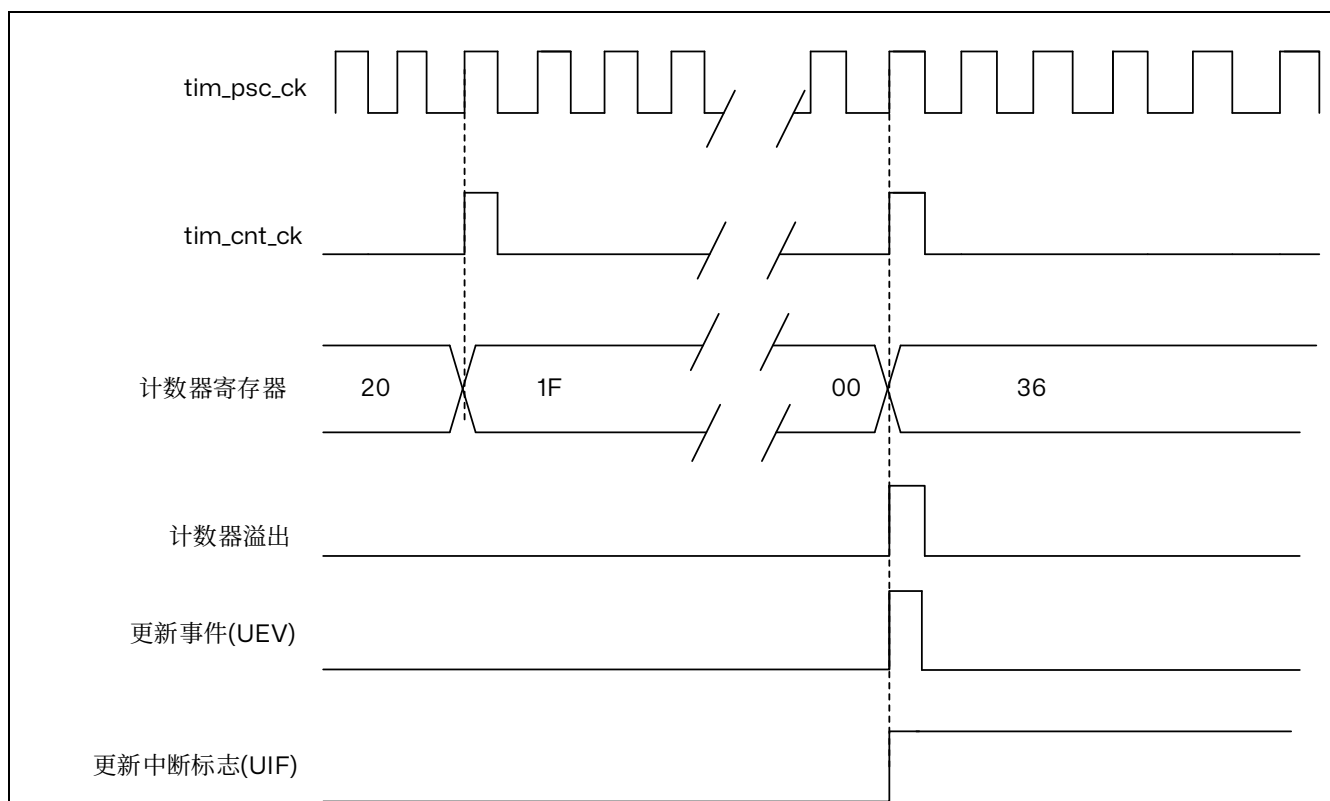 tim_psc_ck
tim_cnt_ck
计数器寄存器 20 1F 00 36
计数器溢出
更新事件(UEV)
更新中断标志(UIF)